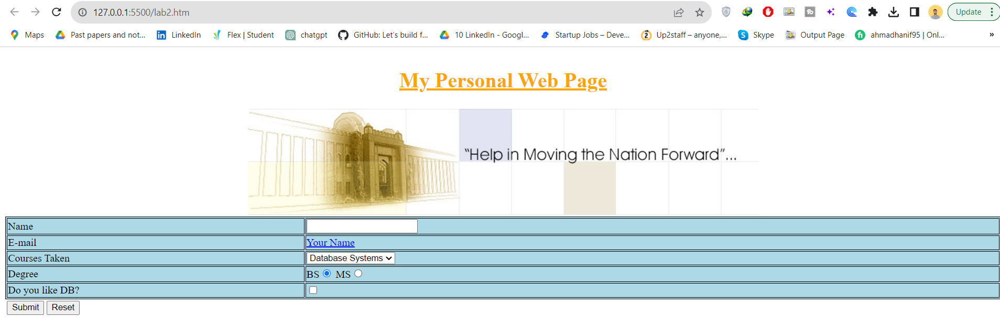 127.0.0.1:5500/lab2.htm
Update
Maps
Past papers and not...
LinkedIn
Flex | Student
chatgpt
GitHub: Let's build f...
10 LinkedIn - Googl...
Startup Jobs – Deve...
Up2staff – anyone,...
Skype
Output Page
ahmadhanif95 | Onl...
»
My Personal Web Page
“Help in Moving the Nation Forward”...
Name
E-mail Your Name
Courses Taken Database Systems
Degree BS MS
Do you like DB?
Submit Reset